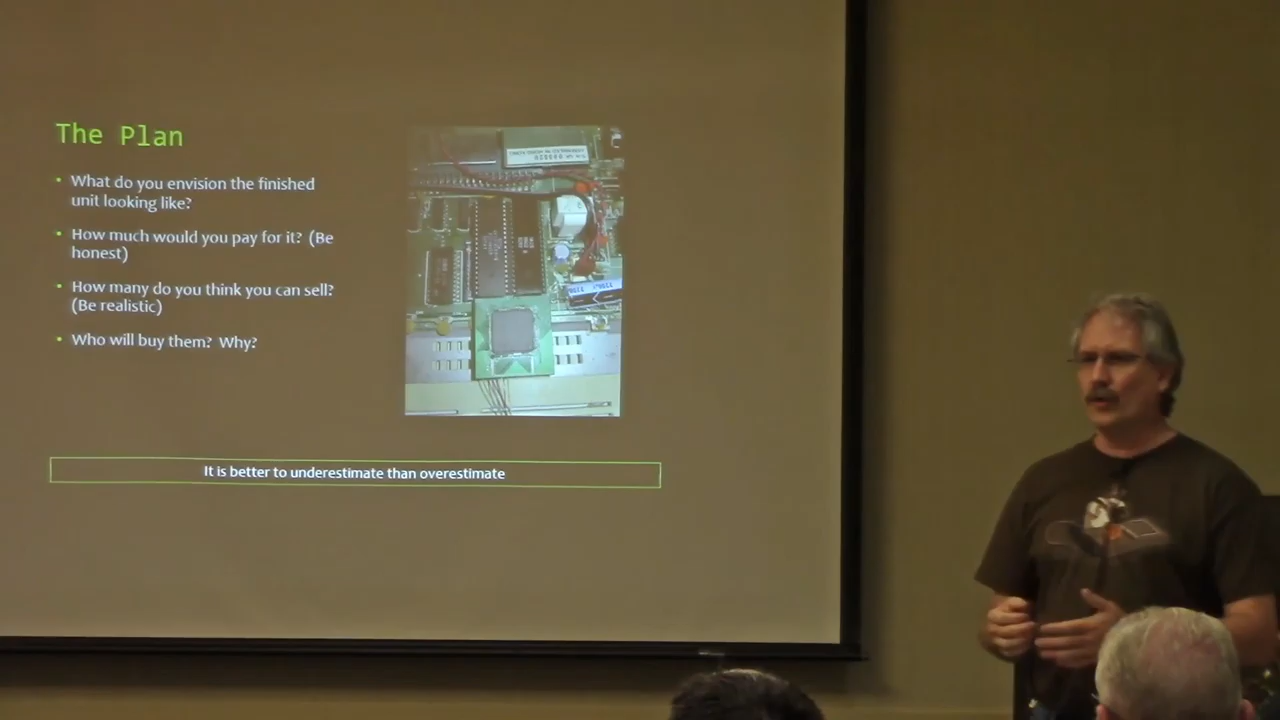 The Plan
• What do you envision the finished
unit looking like?
• How much would you pay for it? (Be
honest)
• How many do you think you can sell?
(Be realistic)
• Who will buy them? Why?
It is better to underestimate than overestimate